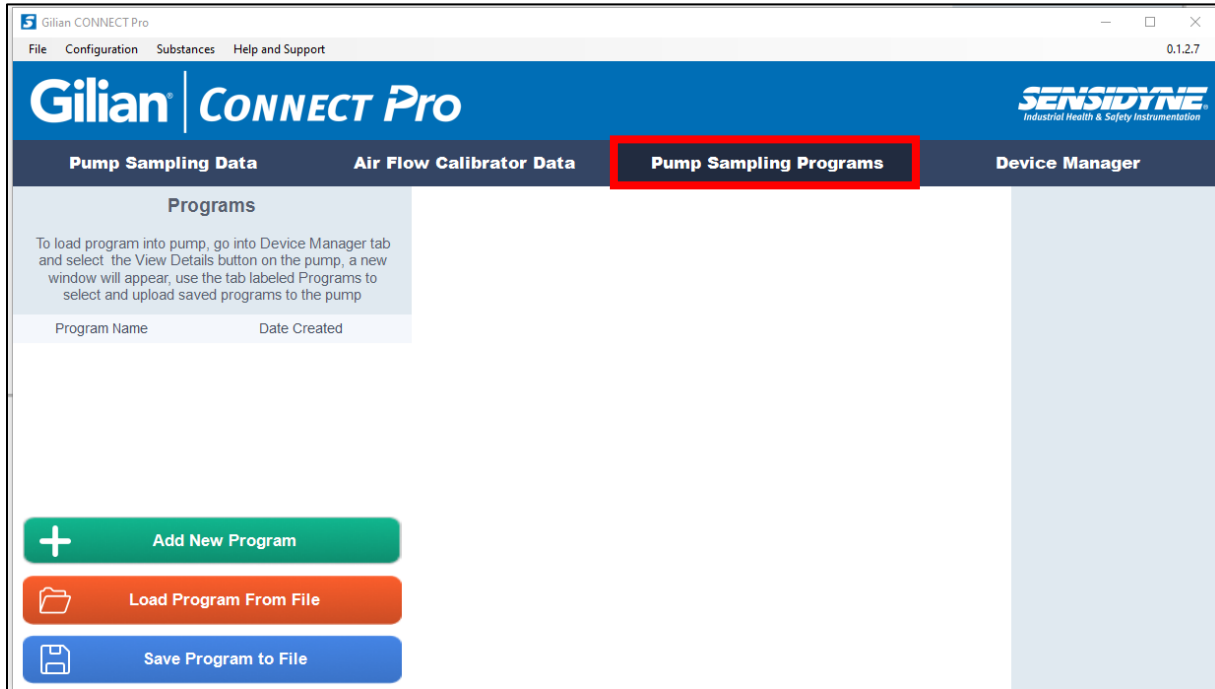 Gilian CONNECT Pro
File Configuration Substances Help and Support 0.1.2.7
Gilian® CONNECT Pro
SENSIDYNE®
Industrial Health & Safety Instrumentation
Pump Sampling Data Air Flow Calibrator Data Pump Sampling Programs Device Manager
Programs
To load program into pump, go into Device Manager tab
and select the View Details button on the pump, a new
window will appear, use the tab labeled Programs to
select and upload saved programs to the pump
Program Name Date Created
Add New Program
Load Program From File
Save Program to File